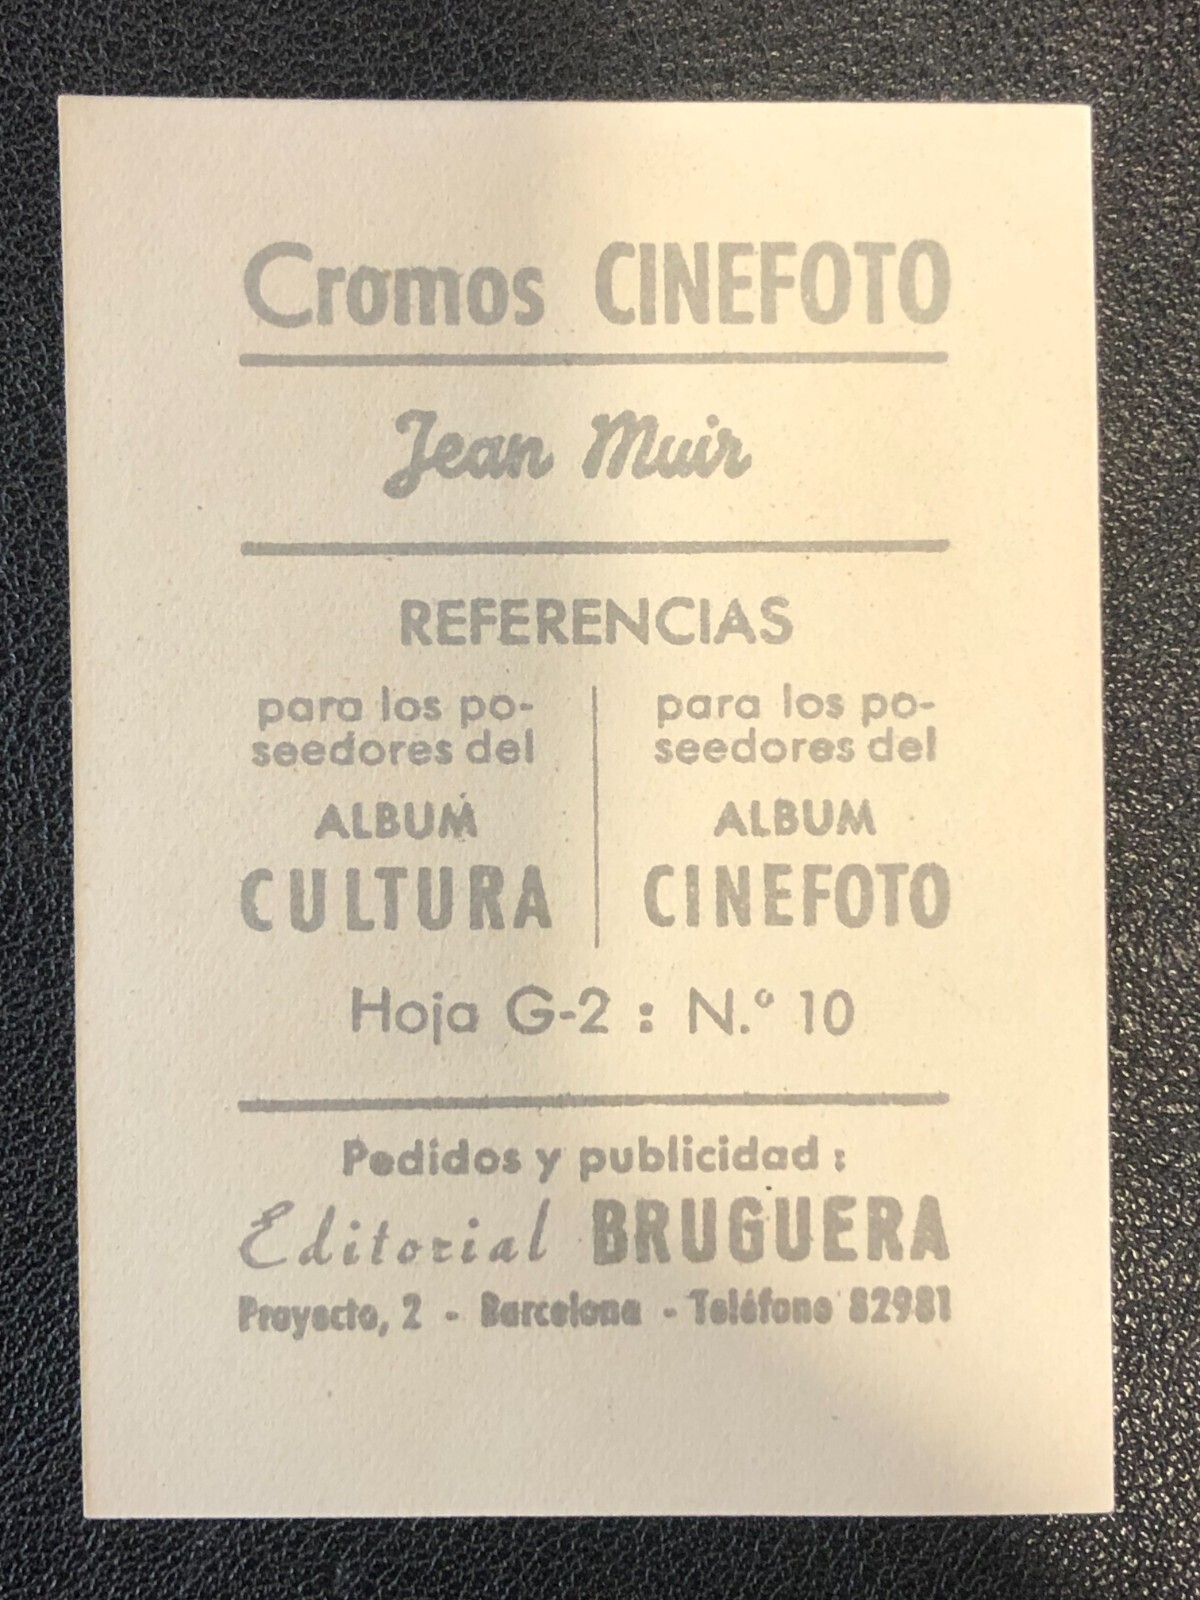 Cromos CINEFOTO
Jean Muir
REFERENCIAS
para los po-
seedores del
ALBUM
CULTURA
para los po-
seedores del
ALBUM
CINEFOTO
Hoja G-2 : N.º 10
Pedidos y publicidad :
Editorial BRUGUERA
Proyecto, 2 - Barcelona - Teléfono 82981